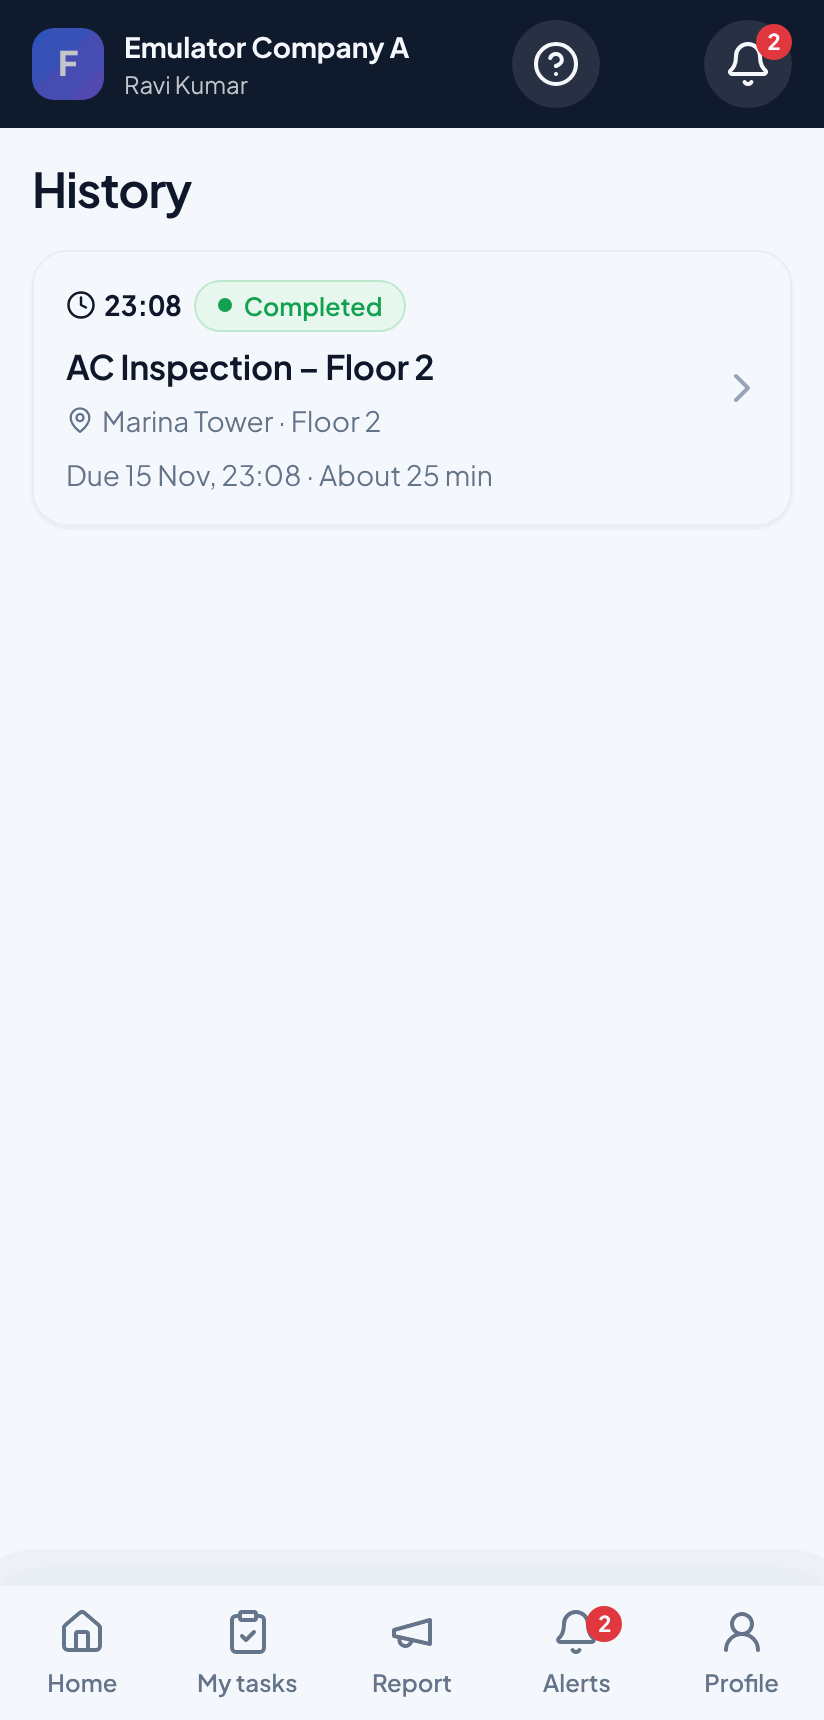 F
Emulator Company A
Ravi Kumar
2
History
23:08
Completed
AC Inspection – Floor 2
Marina Tower · Floor 2
Due 15 Nov, 23:08 · About 25 min
2
Home
My tasks
Report
Alerts
Profile